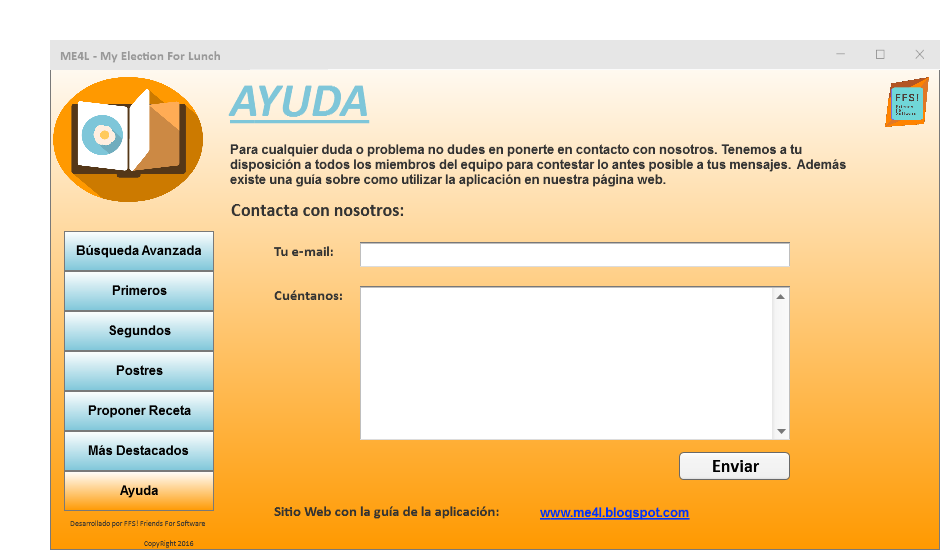 ME4L - My Election For Lunch
AYUDA
FFS!
Friends
For
Software
Para cualquier duda o problema no dudes en ponerte en contacto con nosotros. Tenemos a tu
disposición a todos los miembros del equipo para contestar lo antes posible a tus mensajes. Además
existe una guía sobre como utilizar la aplicación en nuestra página web.
Contacta con nosotros:
Tu e-mail:
Cuéntanos:
Enviar
Sitio Web con la guía de la aplicación: www.me4l.blogspot.com
Búsqueda Avanzada
Primeros
Segundos
Postres
Proponer Receta
Más Destacados
Ayuda
Desarrollado por FFS! Friends For Software
CopyRight 2016